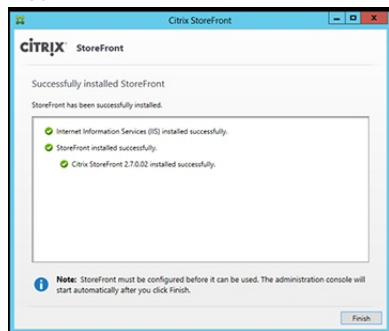 Citrix StoreFront
CITRIX StoreFront
Successfully installed StoreFront
StoreFront has been successfully installed.
Internet Information Services (IIS) installed successfully.
StoreFront installed successfully.
Citrix StoreFront 2.7.0.02 installed successfully.
Note: StoreFront must be configured before it can be used. The administration console will
start automatically after you click Finish.
Finish